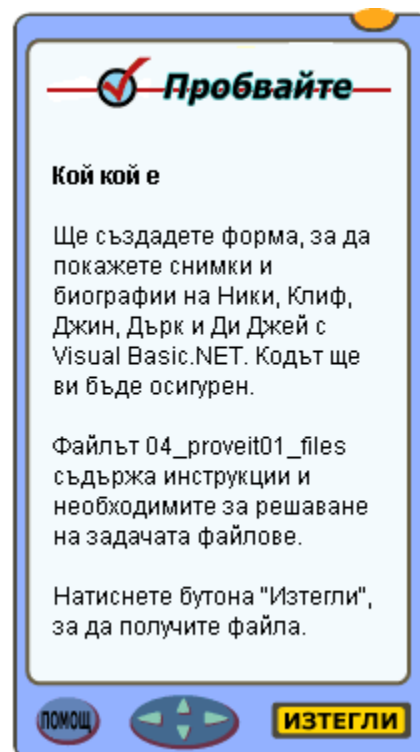 Пробвайте
Кой кой е
Ще създадете форма, за да
покажете снимки и
биографии на Ники, Клиф,
Джин, Дърк и Ди Джей с
Visual Basic.NET. Кодът ще
ви бъде осигурен.
Файлът 04_proveit01_files
съдържа инструкции и
необходимите за решаване
на задачата файлове.
Натиснете бутона "Изтегли",
за да получите файла.
ПОМОЩ
ИЗТЕГЛИ